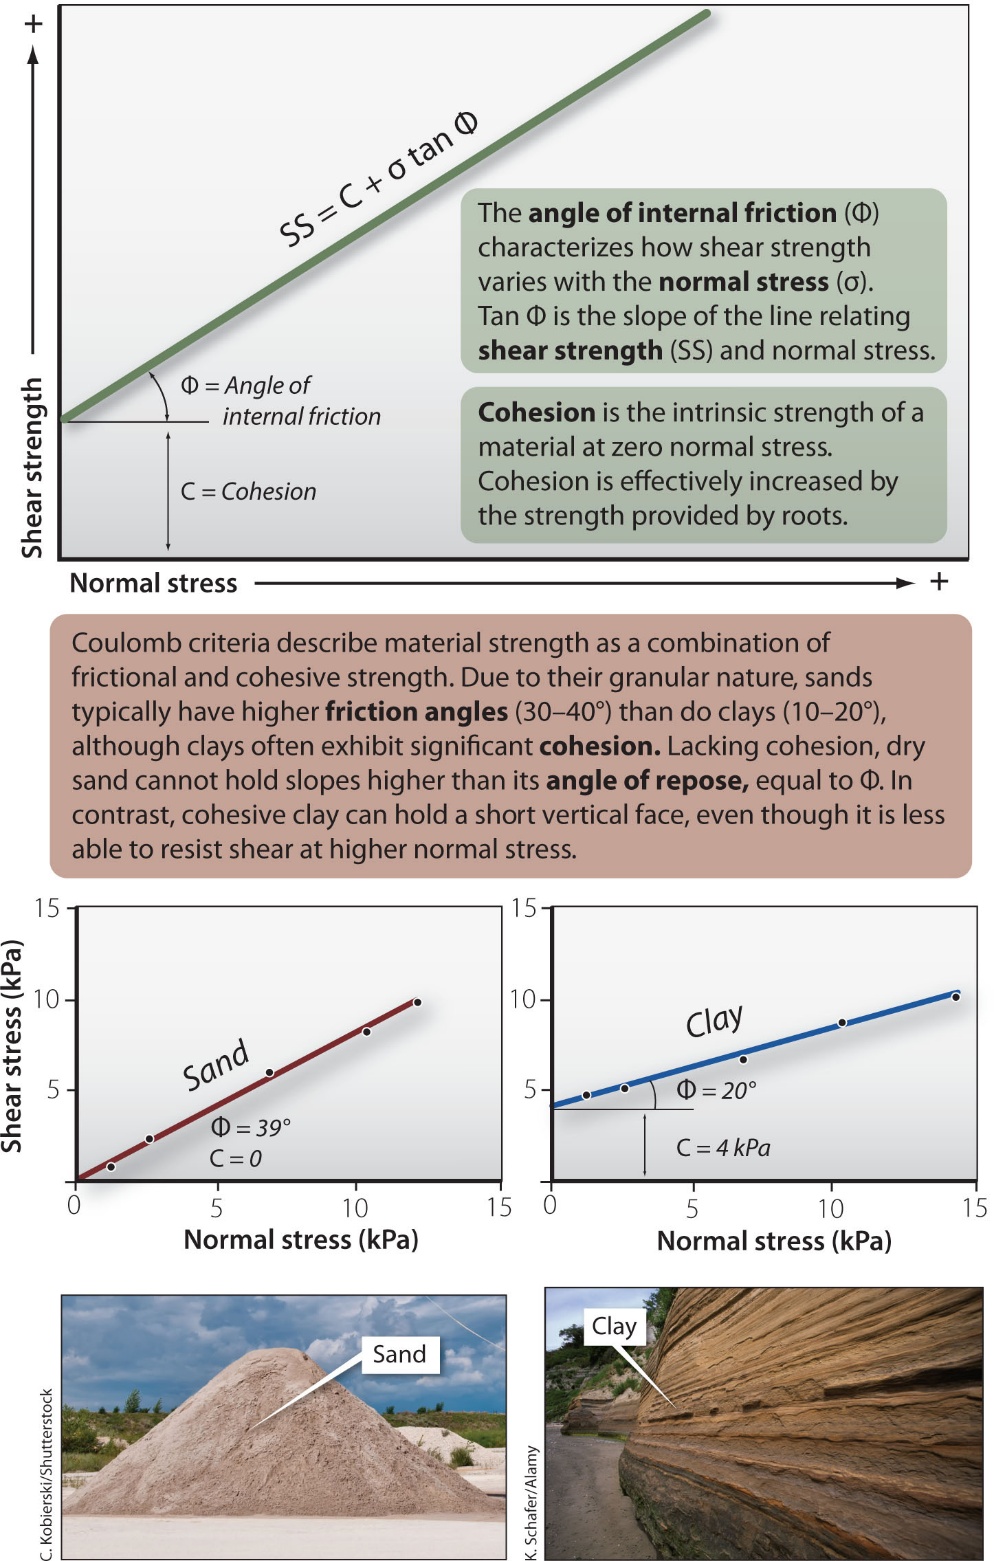 +
Shear strength
SS = C + σ tan Φ
The angle of internal friction (Φ)
characterizes how shear strength
varies with the normal stress (σ).
Tan Φ is the slope of the line relating
shear strength (SS) and normal stress.
Φ = Angle of
internal friction
Cohesion is the intrinsic strength of a
material at zero normal stress.
Cohesion is effectively increased by
the strength provided by roots.
C = Cohesion
Normal stress
+
Coulomb criteria describe material strength as a combination of
frictional and cohesive strength. Due to their granular nature, sands
typically have higher friction angles (30–40°) than do clays (10–20°),
although clays often exhibit significant cohesion. Lacking cohesion, dry
sand cannot hold slopes higher than its angle of repose, equal to Φ. In
contrast, cohesive clay can hold a short vertical face, even though it is less
able to resist shear at higher normal stress.
Shear stress (kPa)
15
10
5
Sand
Φ = 39°
C = 0
0 5 10 15
Normal stress (kPa)
15
10
5
Clay
Φ = 20°
C = 4 kPa
0 5 10 15
Normal stress (kPa)
Sand
C. Kobierski/Shutterstock
Clay
K. Schafer/Alamy